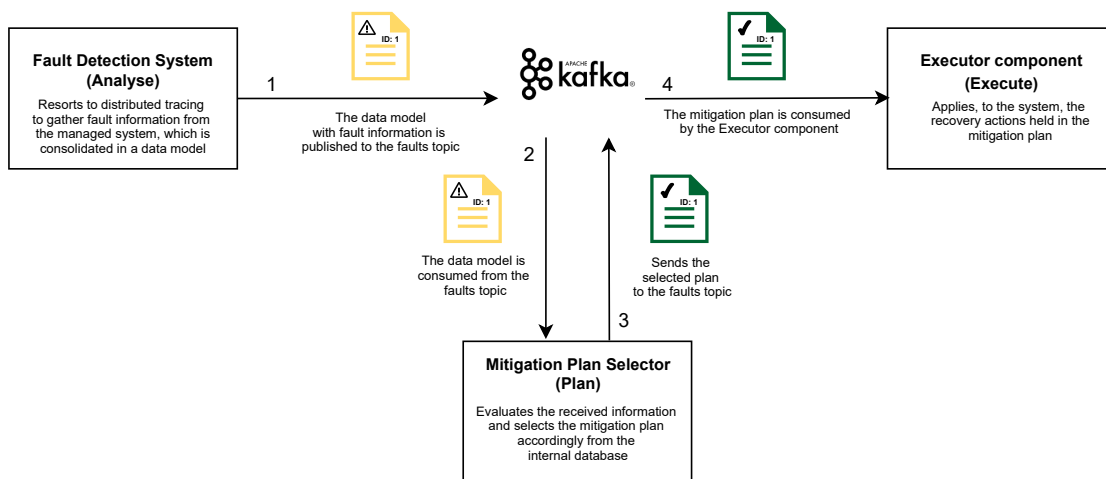 Fault Detection System
(Analyse)
Resorts to distributed tracing
to gather fault information from
the managed system, which is
consolidated in a data model
1
ID: 1
The data model
with fault information is
published to the faults topic
APACHE
kafka®
4
ID: 1
The mitigation plan is consumed
by the Executor component
Executor component
(Execute)
Applies, to the system, the
recovery actions held in the
mitigation plan
2
ID: 1
The data model is
consumed from the
faults topic
ID: 1
Sends the
selected plan
to the faults topic
3
Mitigation Plan Selector
(Plan)
Evaluates the received information
and selects the mitigation plan
accordingly from the
internal database